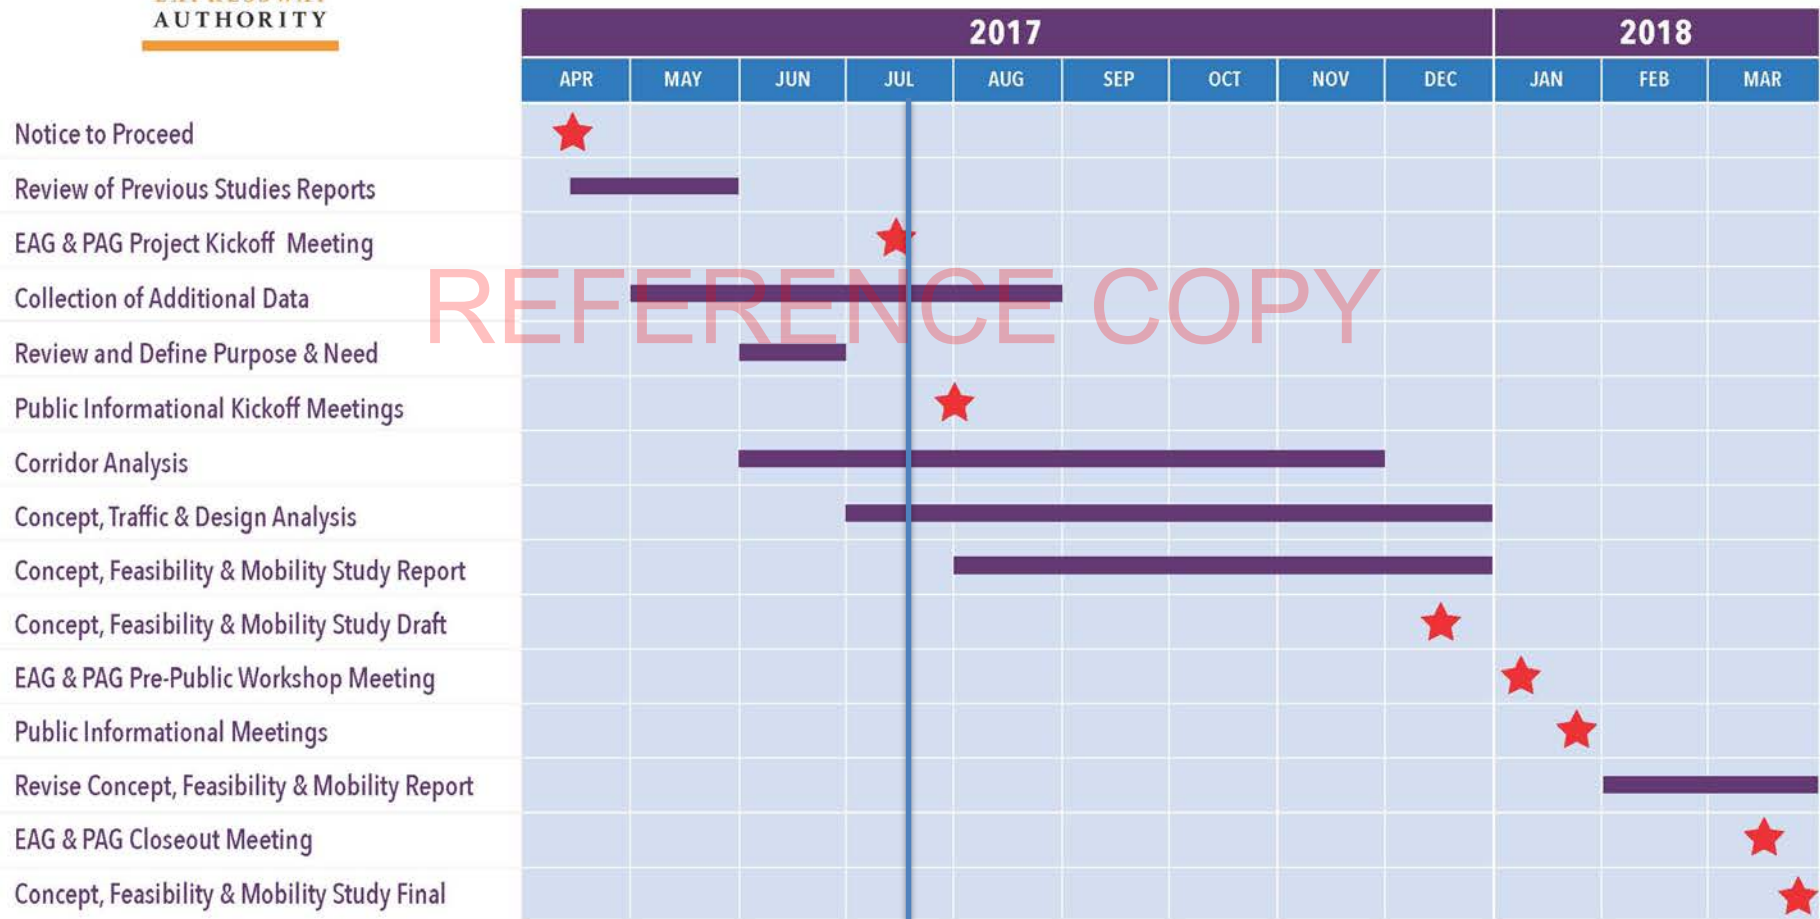 AUTHORITY
2017 2018
APR MAY JUN JUL AUG SEP OCT NOV DEC JAN FEB MAR
Notice to Proceed
Review of Previous Studies Reports
EAG & PAG Project Kickoff Meeting
Collection of Additional Data
REFERENCE COPY
Review and Define Purpose & Need
Public Informational Kickoff Meetings
Corridor Analysis
Concept, Traffic & Design Analysis
Concept, Feasibility & Mobility Study Report
Concept, Feasibility & Mobility Study Draft
EAG & PAG Pre-Public Workshop Meeting
Public Informational Meetings
Revise Concept, Feasibility & Mobility Report
EAG & PAG Closeout Meeting
Concept, Feasibility & Mobility Study Final